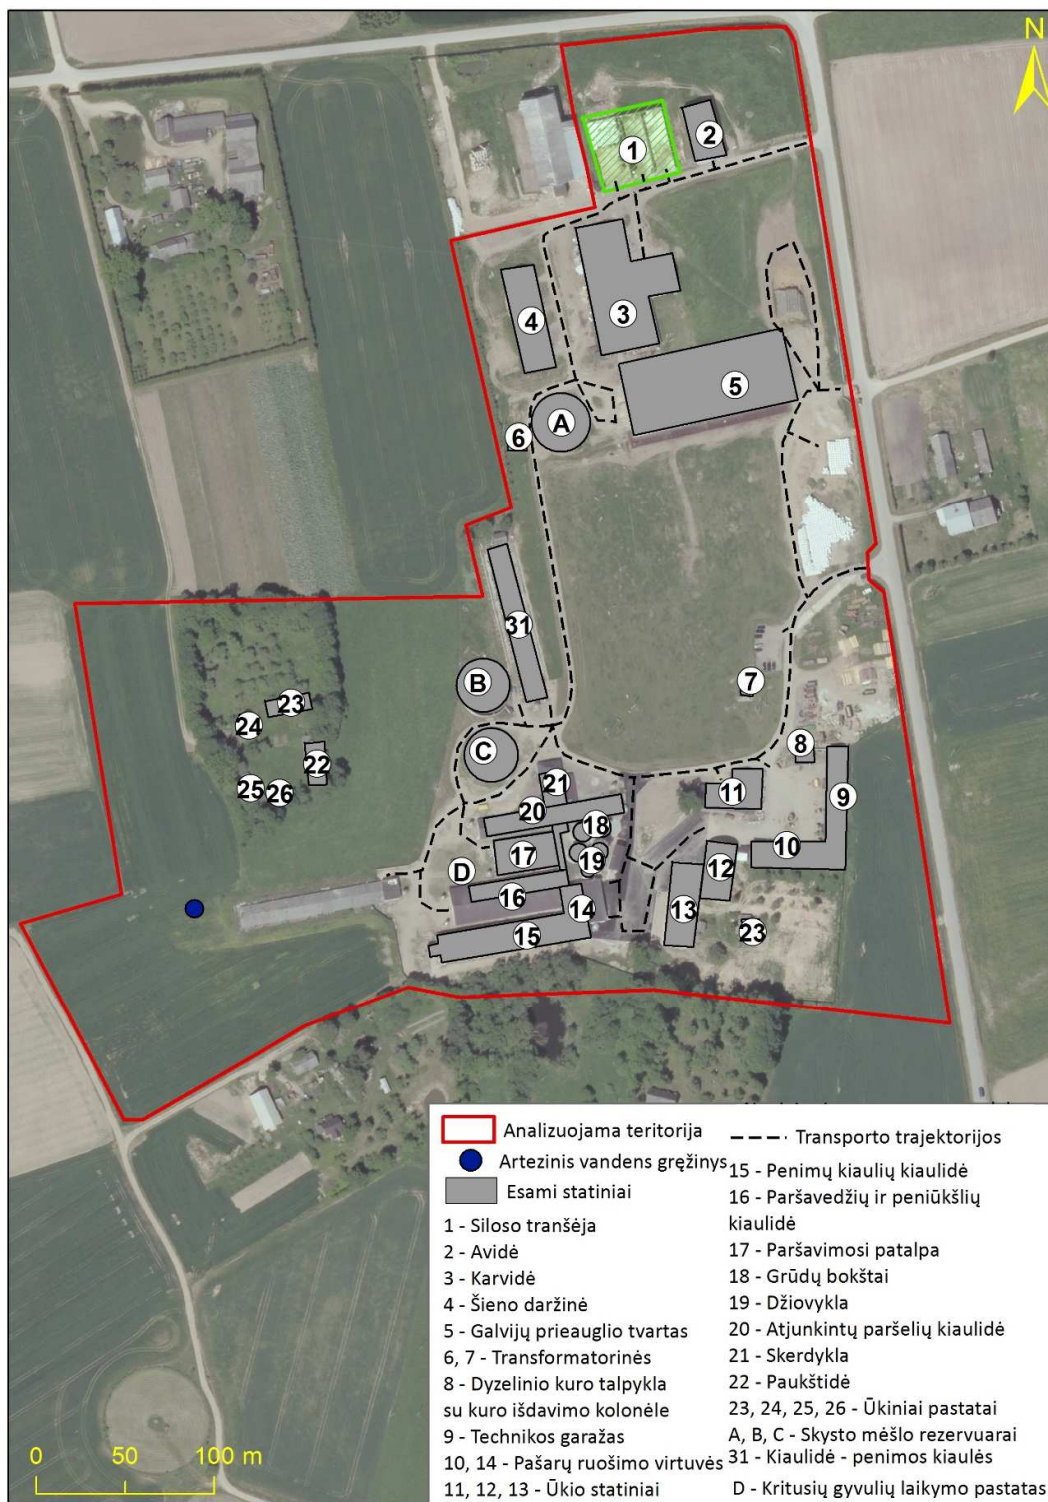 N
1
2
3
4
5
A
6
31
B
7
23
24
C
8
22
21
25
26
11
9
20
18
17
10
19
D
12
16
14
13
15
23
Analizuojama teritorija
Artezinis vandens gręžinys
Esami statiniai
1 - Siloso tranšėja
2 - Avidė
3 - Karvidė
4 - Šieno daržinė
5 - Galvijų prieauglio tvartas
6, 7 - Transformatorinės
8 - Dyzelinio kuro talpykla
su kuro išdavimo kolonėle
9 - Technikos garažas
10, 14 - Pašarų ruošimo virtuvės
11, 12, 13 - Ūkio statiniai
Transporto trajektorijos
15 - Penimų kiaulių kiaulidė
16 - Paršavedžių ir peniūkšlių
kiaulidė
17 - Paršavimosi patalpa
18 - Grūdų bokštai
19 - Džiovykla
20 - Atjunkintų paršelių kiaulidė
21 - Skerdykla
22 - Paukštidė
23, 24, 25, 26 - Ūkiniai pastatai
A, B, C - Skysto mėšlo rezervuarai
31 - Kiaulidė - penimos kiaulės
D - Kritusių gyvulių laikymo pastatas
0 50 100 m